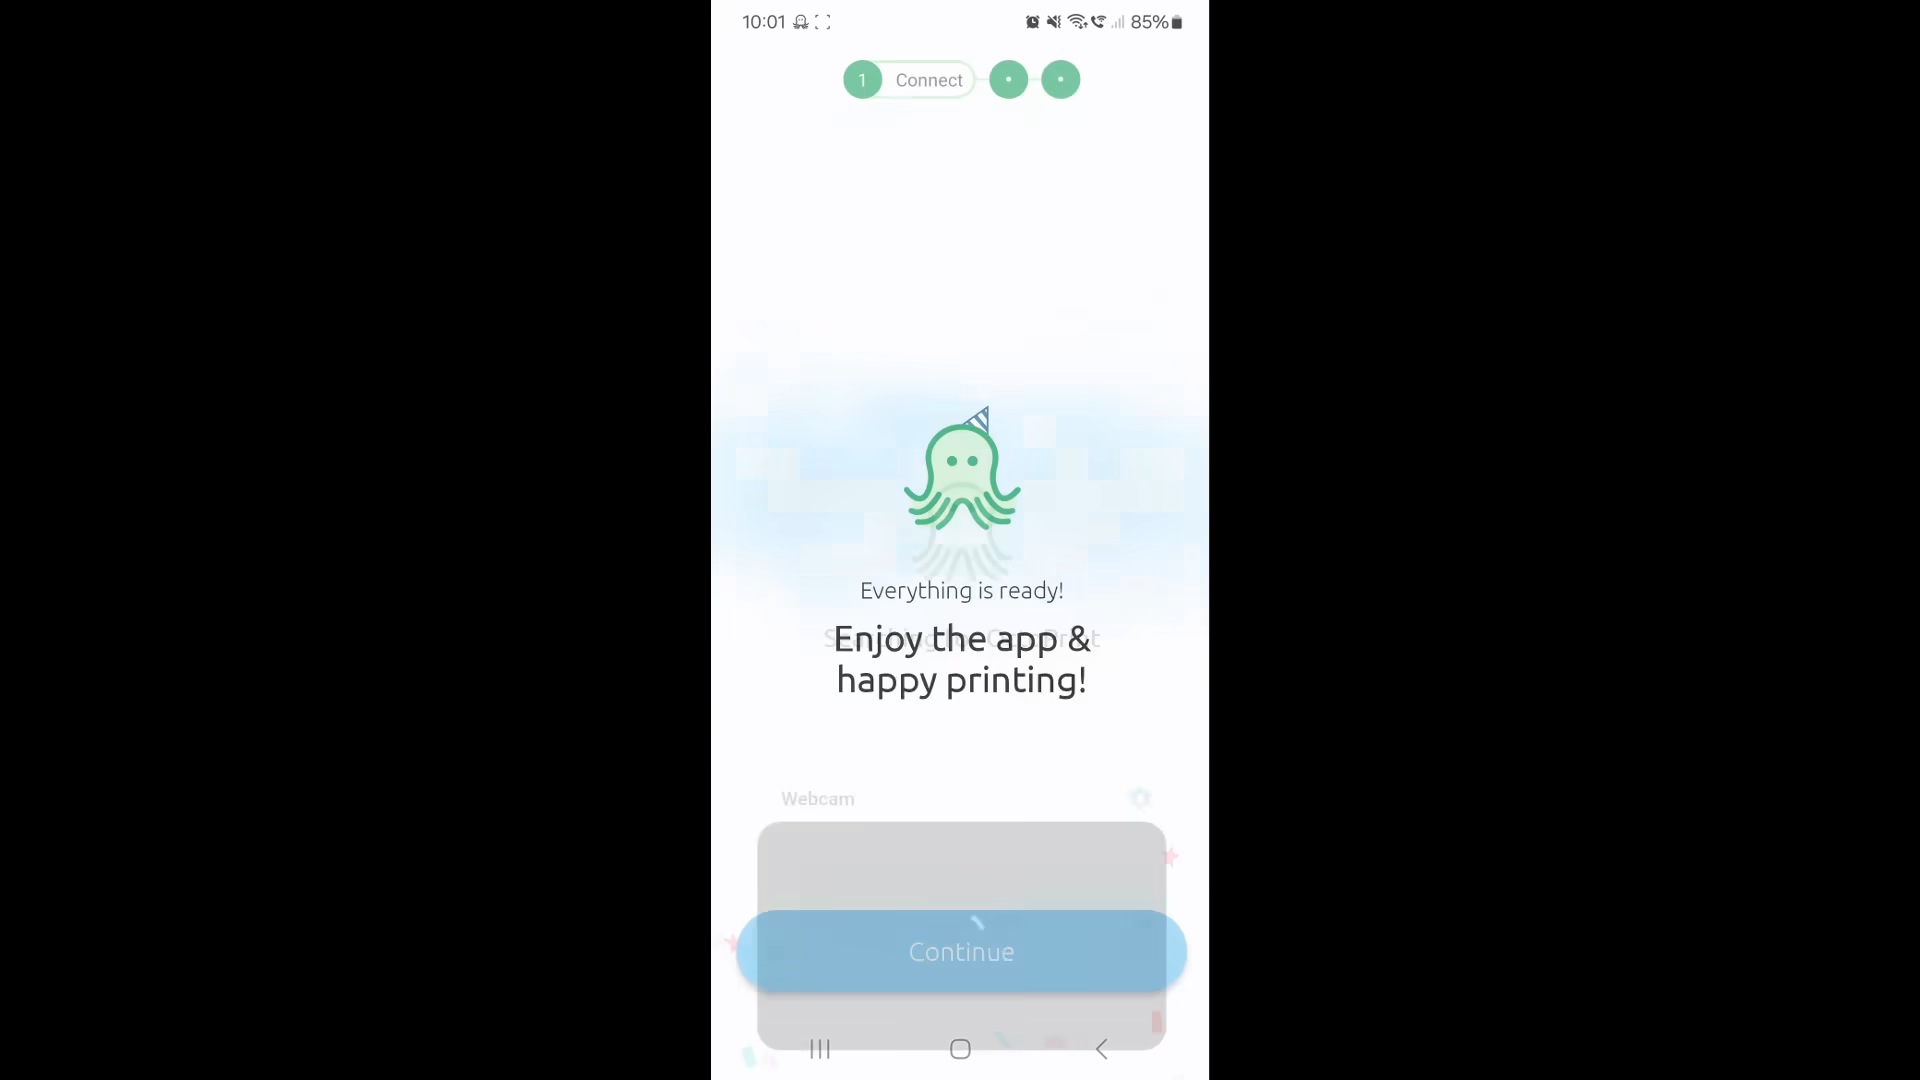 10:01 85%
1 Connect
Everything is ready!
Enjoy the app &
happy printing!
Webcam
Continue